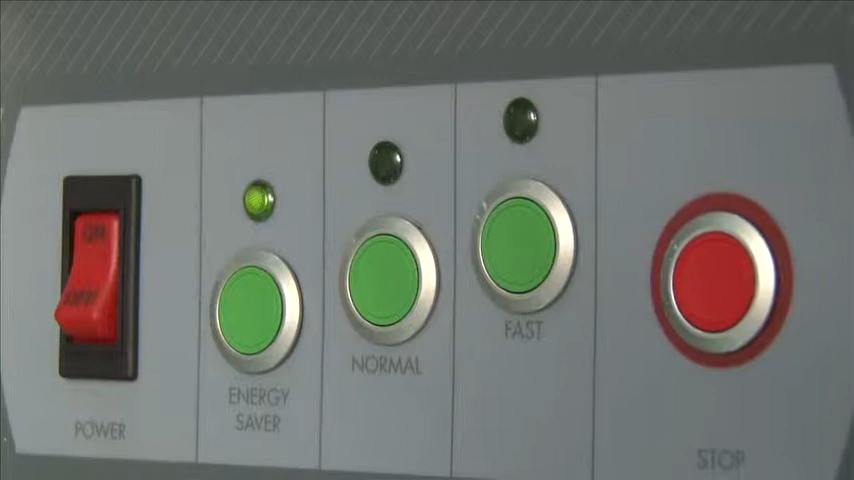 ON
OFF
POWER
ENERGY
SAVER
NORMAL
FAST
STOP